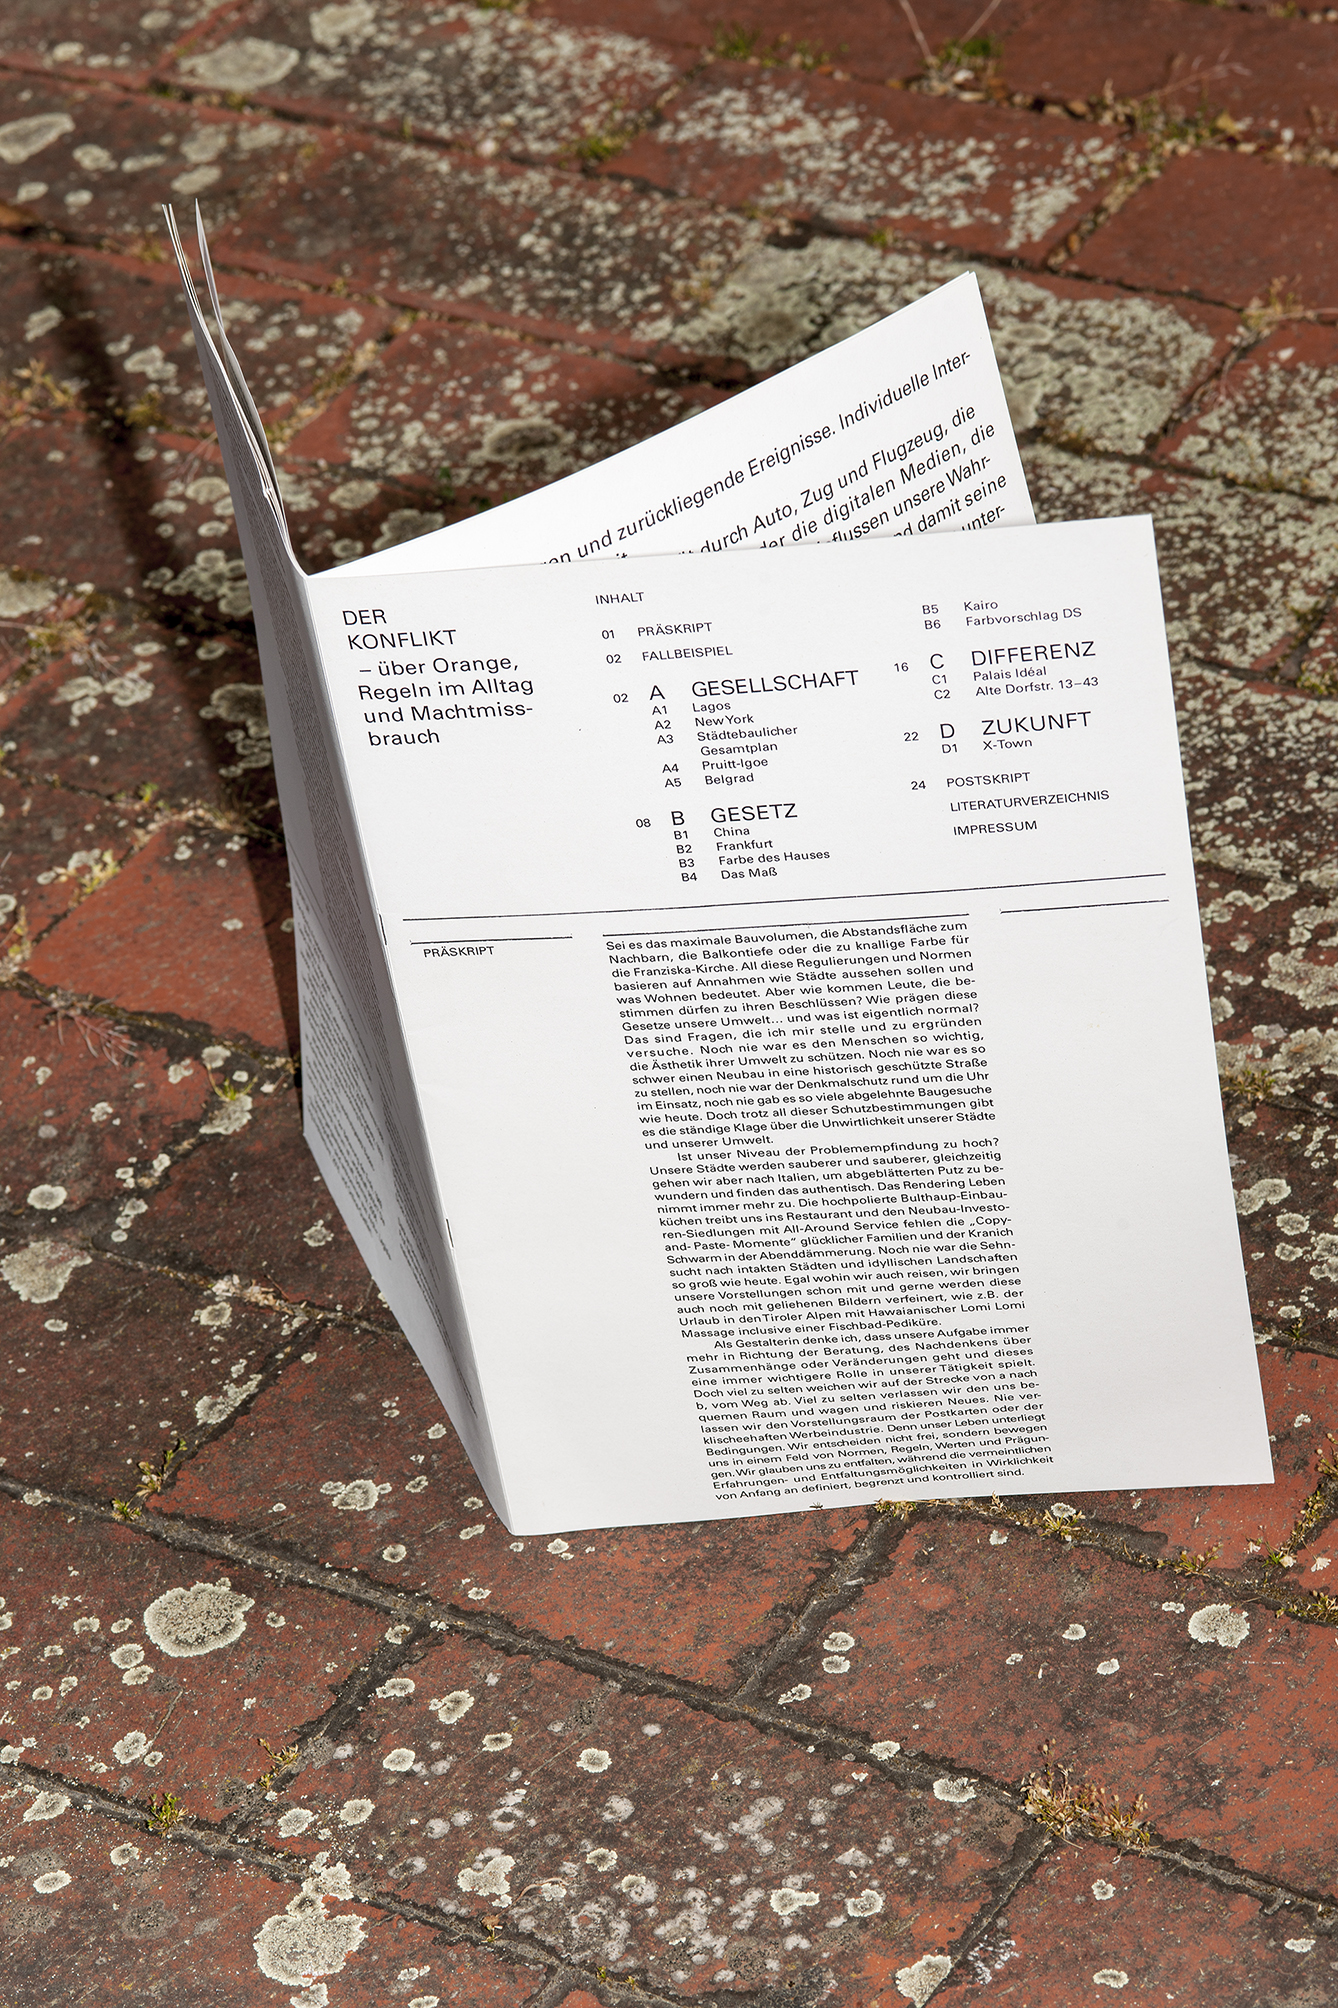 en und zurückliegende Ereignisse. Individuelle Inter-
durch Auto, Zug und Flugzeug, die
der die digitalen Medien, die
flussen unsere Wahr-
nd damit seine
unter-
DER
KONFLIKT
– über Orange,
Regeln im Alltag
und Machtmiss-
brauch
INHALT
01 PRÄSKRIPT
02 FALLBEISPIEL
02 A GESELLSCHAFT
A1 Lagos
A2 New York
A3 Städtebaulicher
Gesamtplan
A4 Pruitt-Igoe
A5 Belgrad
08 B GESETZ
B1 China
B2 Frankfurt
B3 Farbe des Hauses
B4 Das Maß
B5 Kairo
B6 Farbvorschlag DS
16 C DIFFERENZ
C1 Palais Idéal
C2 Alte Dorfstr. 13–43
22 D ZUKUNFT
D1 X-Town
24 POSTSKRIPT
LITERATURVERZEICHNIS
IMPRESSUM
PRÄSKRIPT
Sei es das maximale Bauvolumen, die Abstandsfläche zum
Nachbarn, die Balkontiefe oder die zu knallige Farbe für
die Franziska-Kirche. All diese Regulierungen und Normen
basieren auf Annahmen wie Städte aussehen sollen und
was Wohnen bedeutet. Aber wie kommen Leute, die be-
stimmen dürfen zu ihren Beschlüssen? Wie prägen diese
Gesetze unsere Umwelt... und was ist eigentlich normal?
Das sind Fragen, die ich mir stelle und zu ergründen
versuche. Noch nie war es den Menschen so wichtig,
die Ästhetik ihrer Umwelt zu schützen. Noch nie war es so
schwer einen Neubau in eine historisch geschützte Straße
zu stellen, noch nie war der Denkmalschutz rund um die Uhr
im Einsatz, noch nie gab es so viele abgelehnte Baugesuche
wie heute. Doch trotz all dieser Schutzbestimmungen gibt
es die ständige Klage über die Unwirtlichkeit unserer Städte
und unserer Umwelt.
Ist unser Niveau der Problemempfindung zu hoch?
Unsere Städte werden sauberer und sauberer, gleichzeitig
gehen wir aber nach Italien, um abgeblätterten Putz zu be-
wundern und finden das authentisch. Das Rendering Leben
nimmt immer mehr zu. Die hochpolierte Bulthaup-Einbau-
küchen treibt uns ins Restaurant und den Neubau-Investo-
ren-Siedlungen mit All-Around Service fehlen die „Copy-
and- Paste- Momente“ glücklicher Familien und der Kranich
Schwarm in der Abenddämmerung. Noch nie war die Sehn-
sucht nach intakten Städten und idyllischen Landschaften
so groß wie heute. Egal wohin wir auch reisen, wir bringen
unsere Vorstellungen schon mit und gerne werden diese
auch noch mit geliehenen Bildern verfeinert, wie z.B. der
Urlaub in den Tiroler Alpen mit Hawaianischer Lomi Lomi
Massage inclusive einer Fischbad-Pediküre.
Als Gestalterin denke ich, dass unsere Aufgabe immer
mehr in Richtung der Beratung, des Nachdenkens über
Zusammenhänge oder Veränderungen geht und dieses
eine immer wichtigere Rolle in unserer Tätigkeit spielt.
Doch viel zu selten weichen wir auf der Strecke von a nach
b, vom Weg ab. Viel zu selten verlassen wir den uns be-
quemen Raum und wagen und riskieren Neues. Nie ver-
lassen wir den Vorstellungsraum der Postkarten oder der
klischeehaften Werbeindustrie. Denn unser Leben unterliegt
Bedingungen. Wir entscheiden nicht frei, sondern bewegen
uns in einem Feld von Normen, Regeln, Werten und Prägun-
gen. Wir glauben uns zu entfalten, während die vermeintlichen
Erfahrungen- und Entfaltungsmöglichkeiten in Wirklichkeit
von Anfang an definiert, begrenzt und kontrolliert sind.